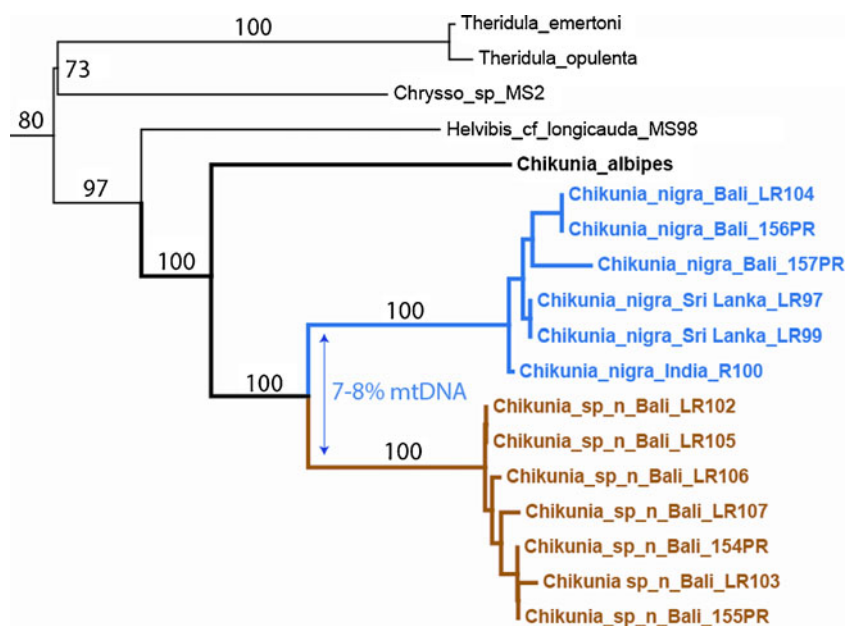 Theridula_emertoni
100
Theridula_opulenta
73
Chrysso_sp_MS2
80
Helvibis_cf_longicauda_MS98
Chikunia_albipes
97
Chikunia_nigra_Bali_LR104
Chikunia_nigra_Bali_156PR
100
Chikunia_nigra_Bali_157PR
Chikunia_nigra_Sri Lanka_LR97
100
Chikunia_nigra_Sri Lanka_LR99
Chikunia_nigra_India_R100
100
7-8% mtDNA
Chikunia_sp_n_Bali_LR102
Chikunia_sp_n_Bali_LR105
100
Chikunia_sp_n_Bali_LR106
Chikunia_sp_n_Bali_LR107
Chikunia_sp_n_Bali_154PR
Chikunia sp_n_Bali_LR103
Chikunia_sp_n_Bali_155PR